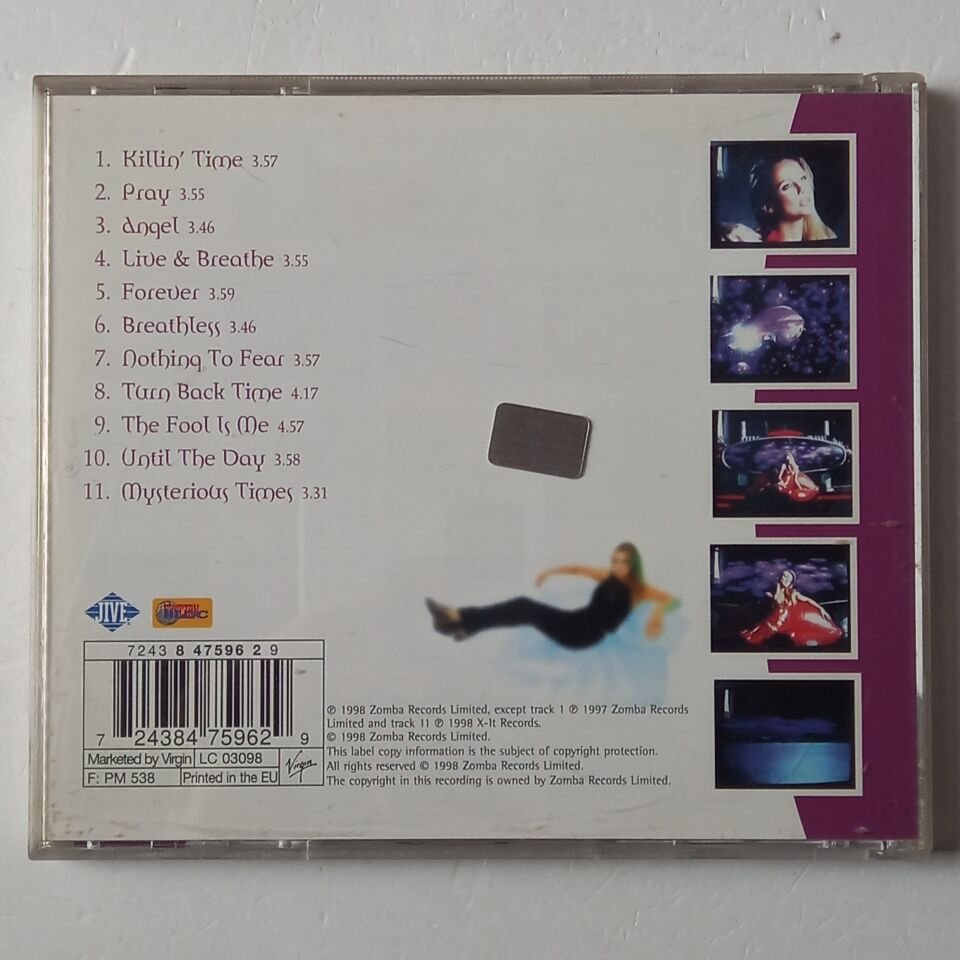 1. Killin' Time 3.57
2. Pray 3.55
3. Angel 3.46
4. Live & Breathe 3.55
5. Forever 3.59
6. Breathless 3.46
7. Nothing To Fear 3.57
8. Turn Back Time 4.17
9. The Fool Is Me 4.57
10. Until The Day 3.58
11. Mysterious Times 3.31
JIVE
7243 8 47596 2 9
7 24384 75962 9
Marketed by Virgin LC 03098
F: PM 538 Printed in the EU
Virgin
℗ 1998 Zomba Records Limited, except track 1 ℗ 1997 Zomba Records
Limited and track 11 ℗ 1998 X-It Records.
© 1998 Zomba Records Limited.
This label copy information is the subject of copyright protection.
All rights reserved © 1998 Zomba Records Limited.
The copyright in this recording is owned by Zomba Records Limited.